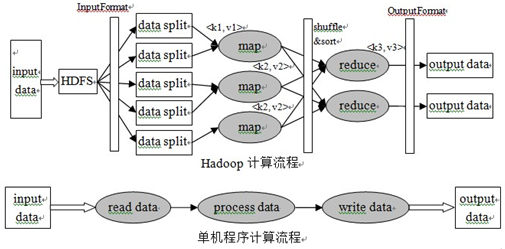 InputFormat
OutputFormat
data split
<k1, v1>
shuffle
&sort
map
<k3, v3>
input
data
HDFS
data split
<k2, v2>
reduce
output data
data split
map
<k2, v2>
data split
reduce
output data
data split
map
Hadoop 计算流程
input
data
read data
process data
write data
output
data
单机程序计算流程